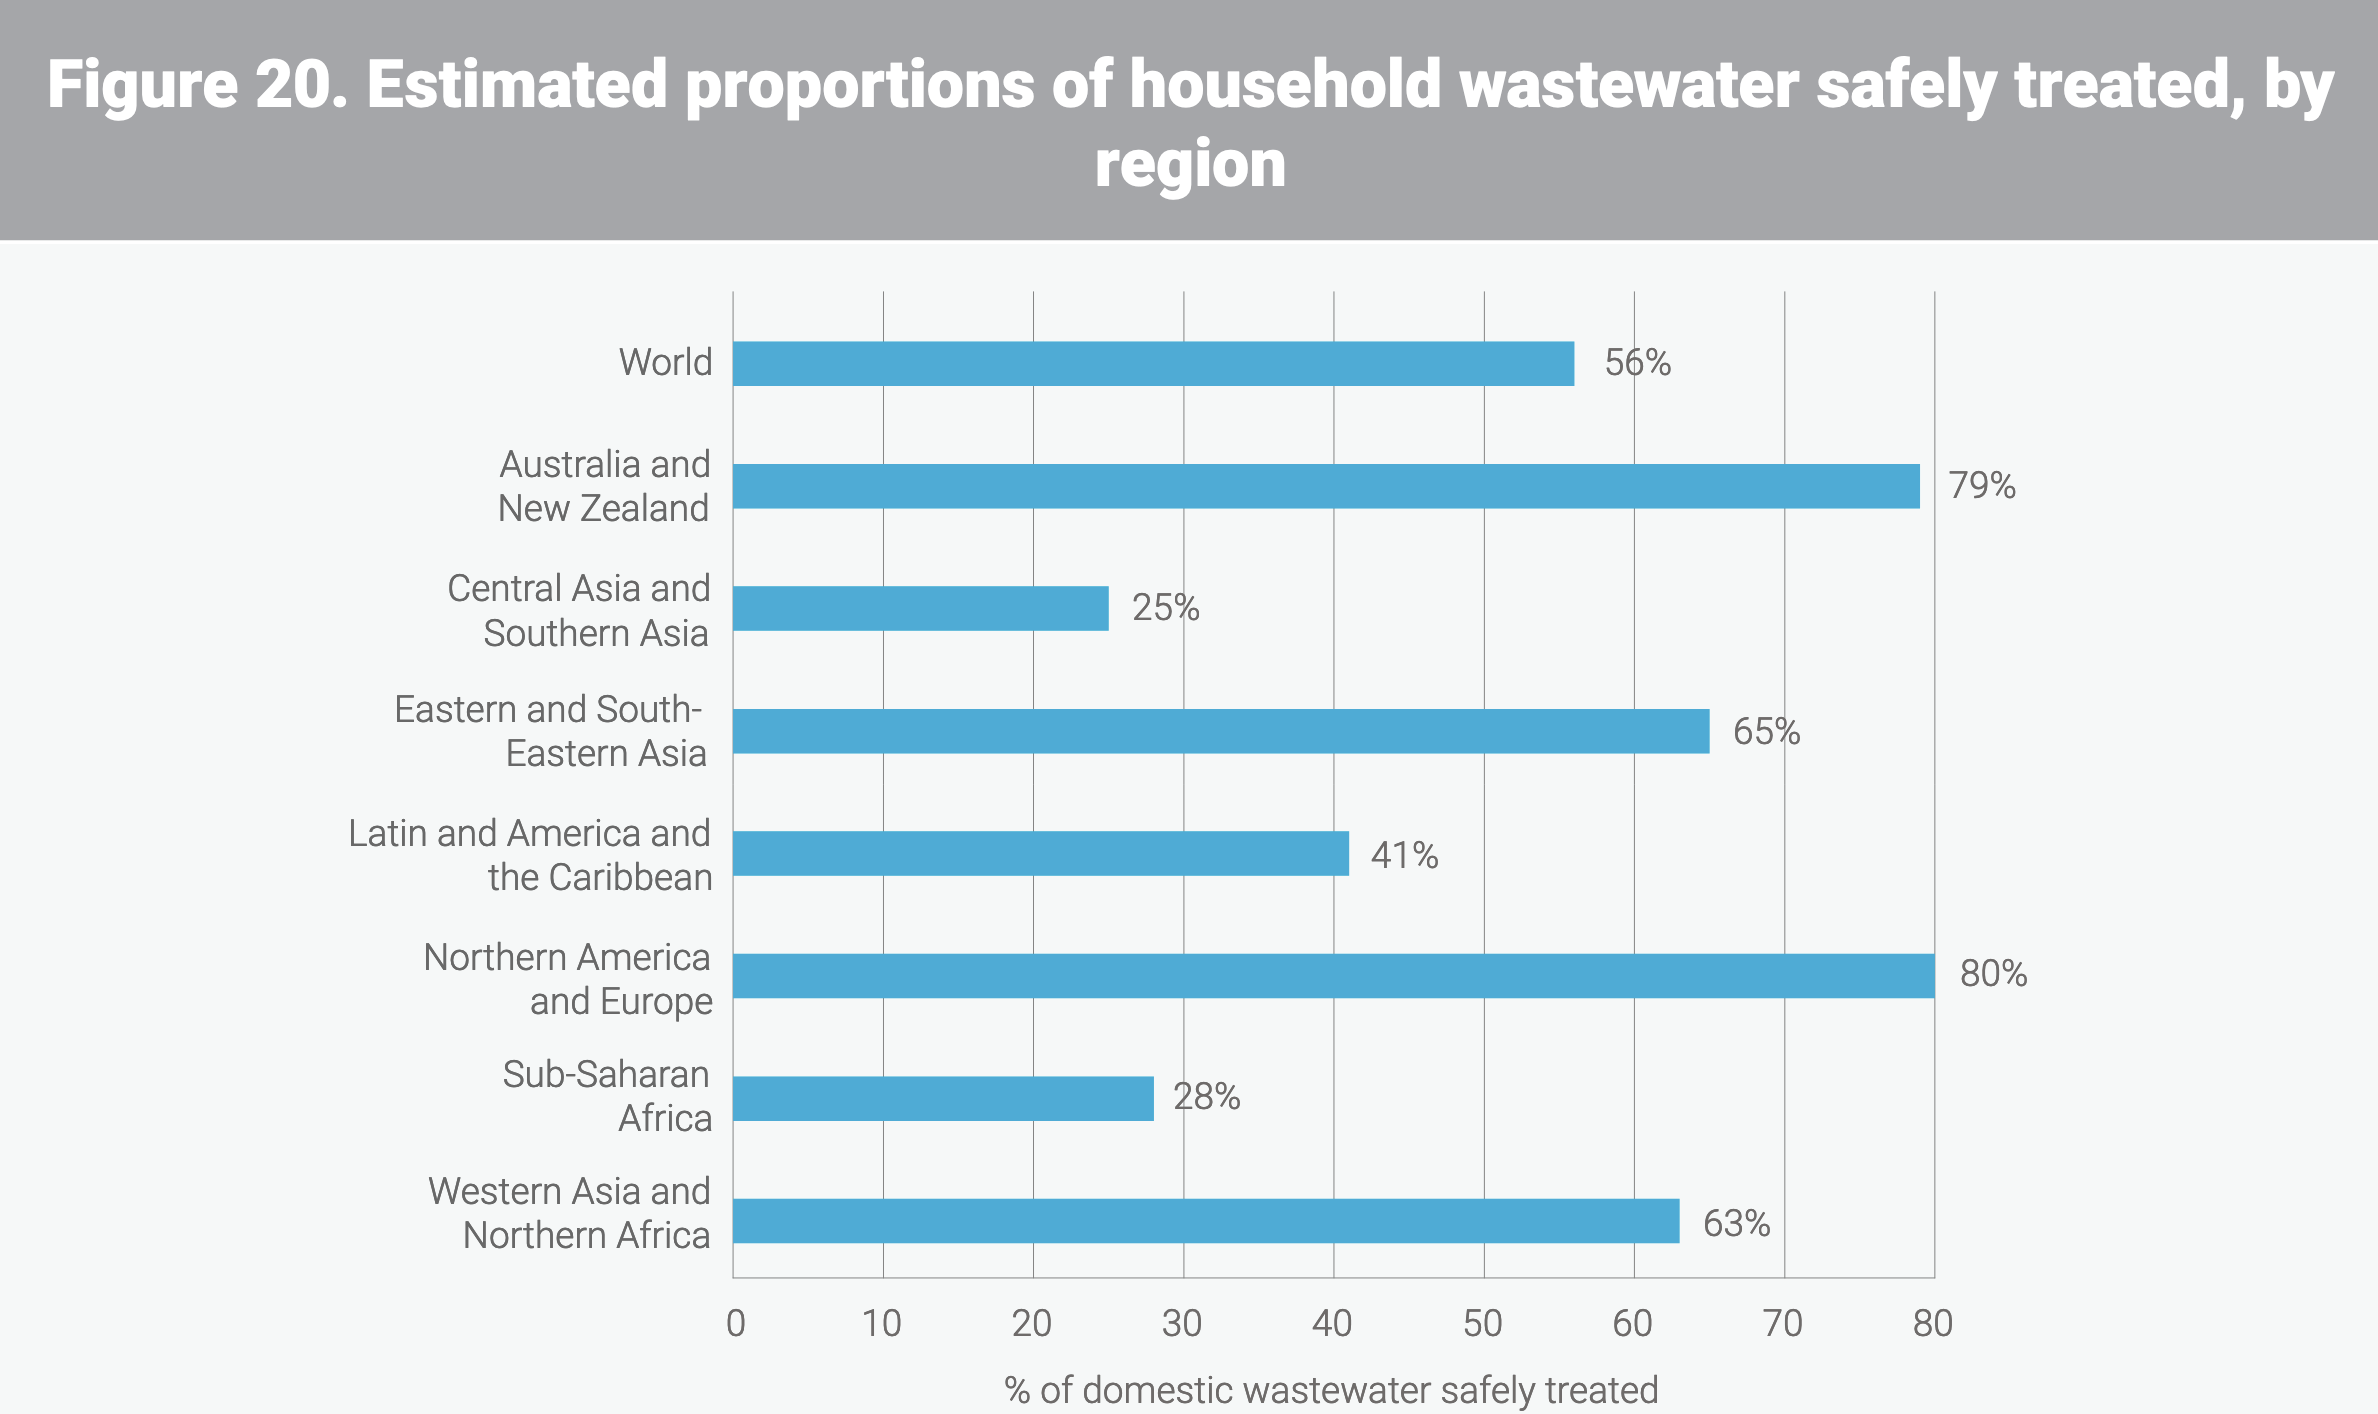 Figure 20. Estimated proportions of household wastewater safely treated, by
region
World
56%
Australia and
New Zealand
79%
Central Asia and
Southern Asia
25%
Eastern and South-
Eastern Asia
65%
Latin and America and
the Caribbean
41%
Northern America
and Europe
80%
Sub-Saharan
Africa
28%
Western Asia and
Northern Africa
63%
0 10 20 30 40 50 60 70 80
% of domestic wastewater safely treated